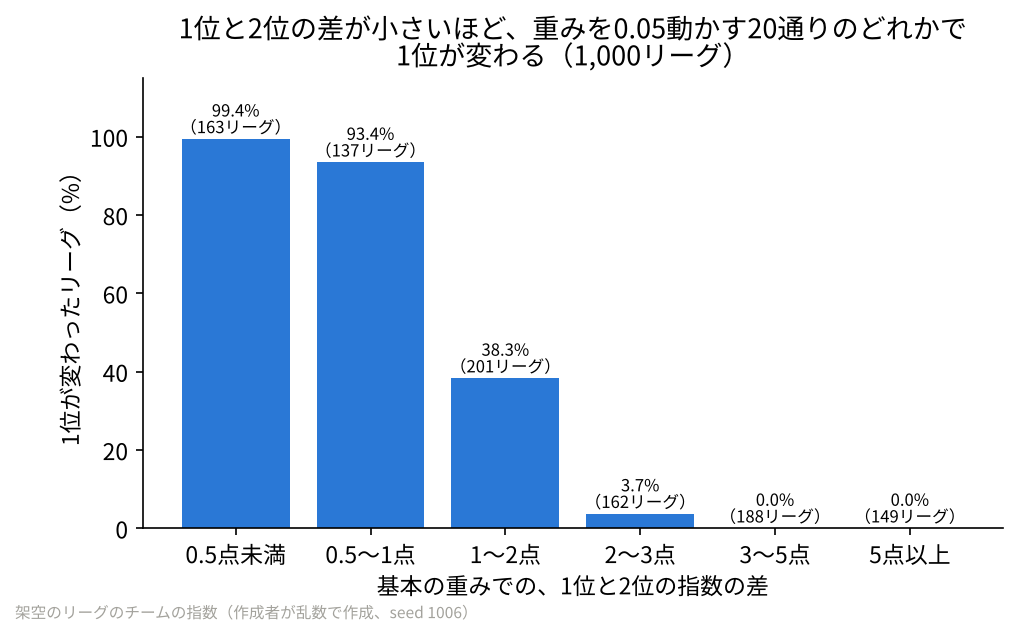 1位と2位の差が小さいほど、重みを0.05動かす20通りのどれかで
1位が変わる（1,000リーグ）
1位が変わったリーグ（%）
100
80
60
40
20
0
99.4%
（163リーグ）
93.4%
（137リーグ）
38.3%
（201リーグ）
3.7%
（162リーグ）
0.0%
（188リーグ）
0.0%
（149リーグ）
0.5点未満
0.5～1点
1～2点
2～3点
3～5点
5点以上
基本の重みでの、1位と2位の指数の差
架空のリーグのチームの指数（作成者が乱数で作成、seed 1006）